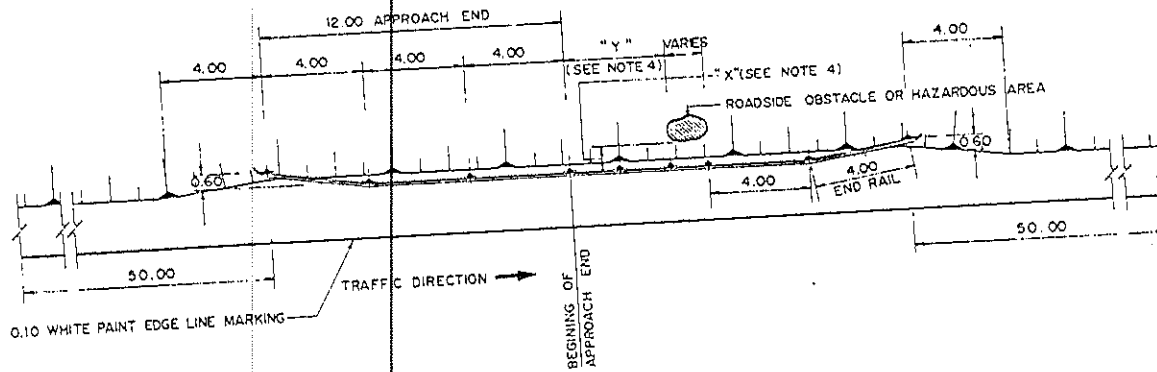 12.00 APPROACH END
4.00 4.00 4.00 4.00 "Y" VARIES 4.00
(SEE NOTE 4)
"X"(SEE NOTE 4)
ROADSIDE OBSTACLE OR HAZARDOUS AREA
0.60
0.60
4.00 4.00
END RAIL
50.00
50.00
TRAFFIC DIRECTION
0.10 WHITE PAINT EDGE LINE MARKING
BEGINING OF
APPROACH END